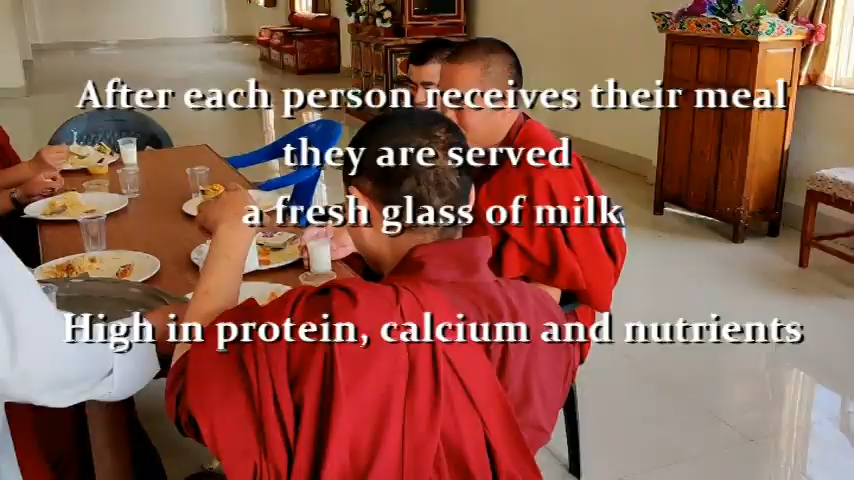 After each person receives their meal
they are served
a fresh glass of milk
High in protein, calcium and nutrients